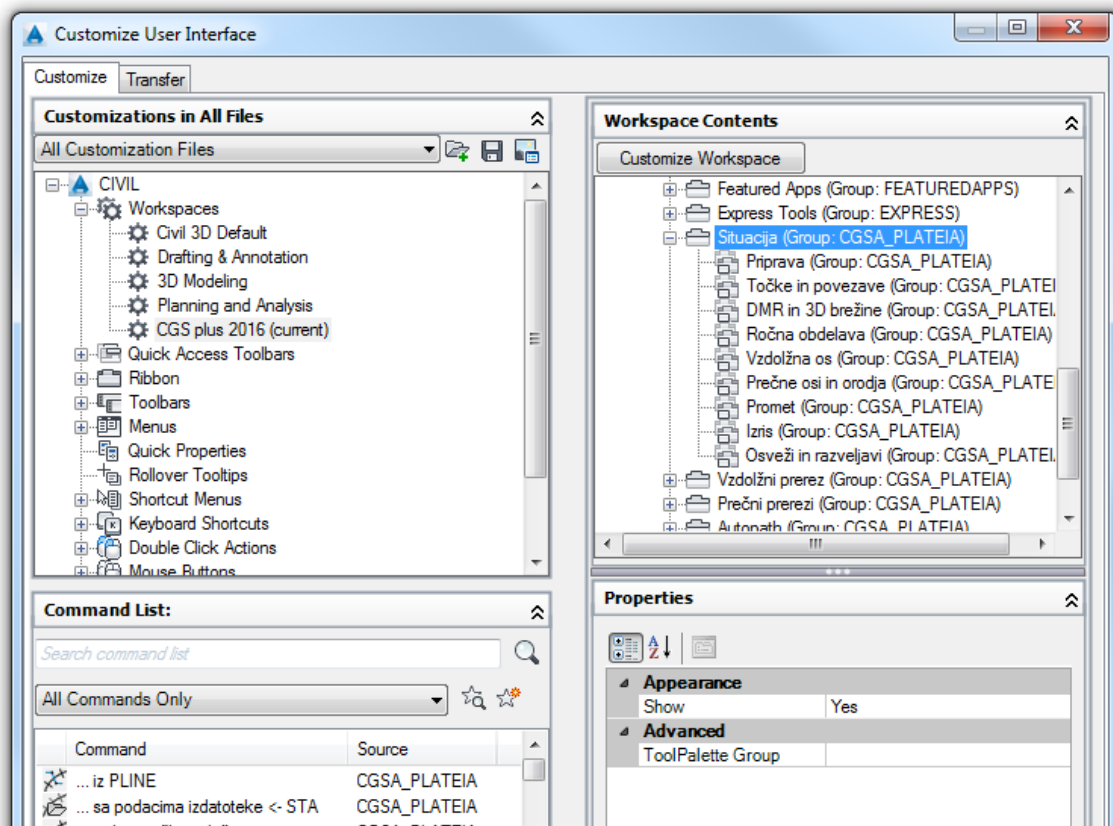 Customize User Interface
Customize
Transfer
Customizations in All Files
All Customization Files
CIVIL
Workspaces
Civil 3D Default
Drafting & Annotation
3D Modeling
Planning and Analysis
CGS plus 2016 (current)
Quick Access Toolbars
Ribbon
Toolbars
Menus
Quick Properties
Rollover Tooltips
Shortcut Menus
Keyboard Shortcuts
Double Click Actions
Mouse Buttons
Command List:
Search command list
All Commands Only
Command Source
... iz PLINE CGSA_PLATEIA
... sa podacima izdatoteke <- STA CGSA_PLATEIA
Workspace Contents
Customize Workspace
Featured Apps (Group: FEATUREDAPPS)
Express Tools (Group: EXPRESS)
Situacija (Group: CGSA_PLATEIA)
Priprava (Group: CGSA_PLATEIA)
Točke in povezave (Group: CGSA_PLATEI
DMR in 3D brežine (Group: CGSA_PLATEI
Ročna obdelava (Group: CGSA_PLATEIA)
Vzdolžna os (Group: CGSA_PLATEIA)
Prečne osi in orodja (Group: CGSA_PLATE
Promet (Group: CGSA_PLATEIA)
Izris (Group: CGSA_PLATEIA)
Osveži in razveljavi (Group: CGSA_PLATEI
Vzdolžni prerez (Group: CGSA_PLATEIA)
Prečni prerezi (Group: CGSA_PLATEIA)
Autopath (Group: CGSA_PLATEIA)
Properties
Appearance
Show Yes
Advanced
ToolPalette Group